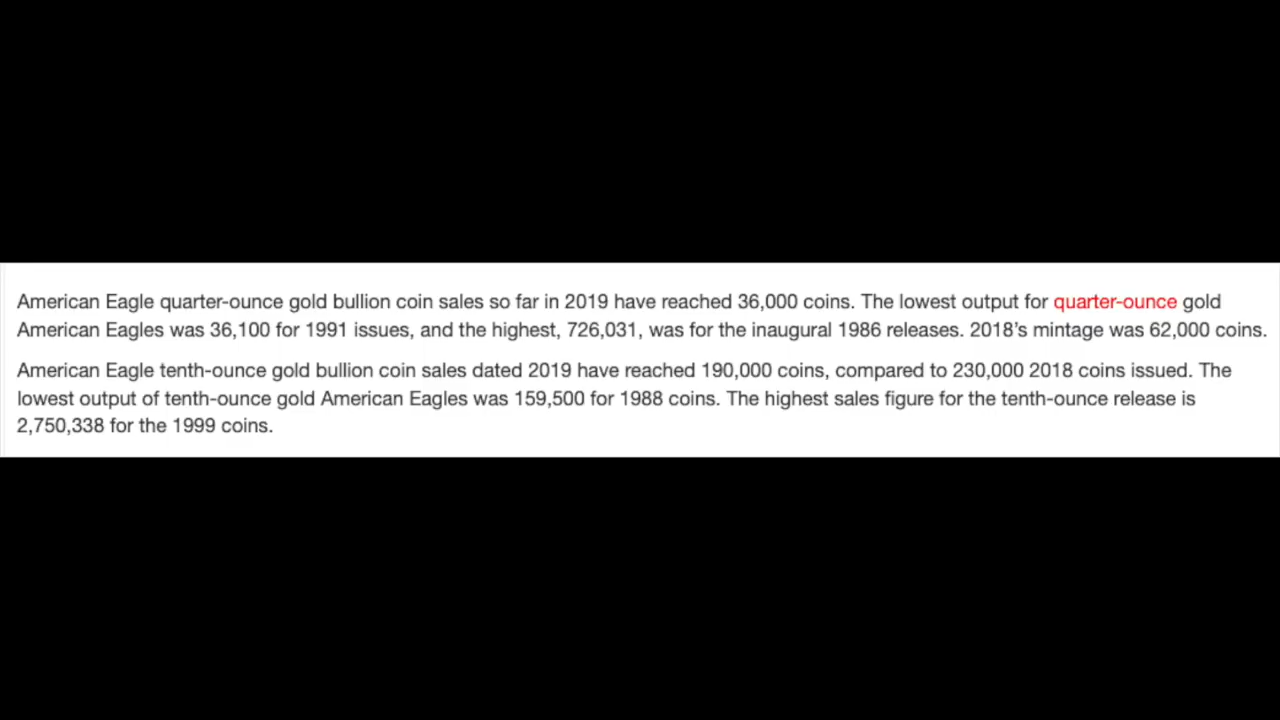 American Eagle quarter-ounce gold bullion coin sales so far in 2019 have reached 36,000 coins. The lowest output for quarter-ounce gold
American Eagles was 36,100 for 1991 issues, and the highest, 726,031, was for the inaugural 1986 releases. 2018’s mintage was 62,000 coins.
American Eagle tenth-ounce gold bullion coin sales dated 2019 have reached 190,000 coins, compared to 230,000 2018 coins issued. The
lowest output of tenth-ounce gold American Eagles was 159,500 for 1988 coins. The highest sales figure for the tenth-ounce release is
2,750,338 for the 1999 coins.